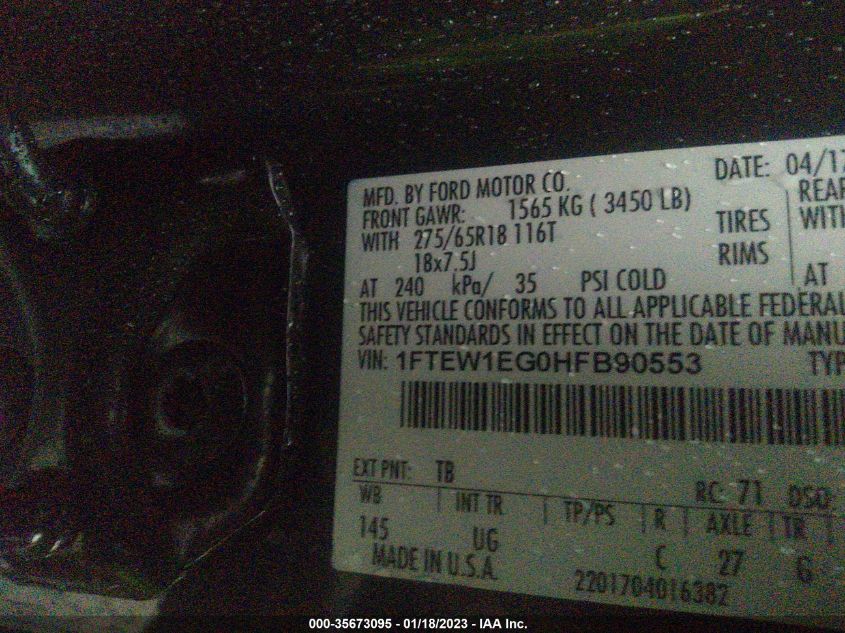 DATE: 04/17
MFD. BY FORD MOTOR CO.
FRONT GAWR: 1565 KG ( 3450 LB) REAR
WITH 275/65R18 116T TIRES WITH
18x7.5J RIMS
AT 240 kPa/ 35 PSI COLD AT
THIS VEHICLE CONFORMS TO ALL APPLICABLE FEDERAL
SAFETY STANDARDS IN EFFECT ON THE DATE OF MANU
VIN: 1FTEW1EG0HFB90553 TYP
EXT PNT: TB RC: 71 DSO:
WB INT TR TP/PS R AXLE TR
145 UG C 27 6
MADE IN U.S.A. 2201704016382
000-35673095 - 01/18/2023 - IAA Inc.